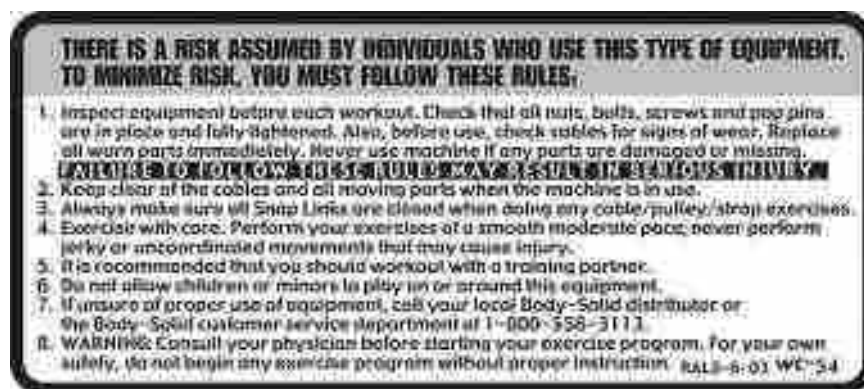 THERE IS A RISK ASSUMED BY INDIVIDUALS WHO USE THIS TYPE OF EQUIPMENT.
TO MINIMIZE RISK, YOU MUST FOLLOW THESE RULES:
1. Inspect equipment before each workout. Check that all nuts, bolts, screws and pop pins
are in place and fully tightened. Also, before use, check cables for signs of wear. Replace
all worn parts immediately. Never use machine if any parts are damaged or missing.
FAILURE TO FOLLOW THESE RULES MAY RESULT IN SERIOUS INJURY.
2. Keep clear of the cables and all moving parts when the machine is in use.
3. Always make sure all Snap Links are closed when doing any cable/pulley/strap exercises.
4. Exercise with care. Perform your exercises at a smooth moderate pace; never perform
jerky or uncoordinated movements that may cause injury.
5. It is recommended that you should workout with a training partner.
6. Do not allow children or minors to play on or around this equipment.
7. If unsure of proper use of equipment, call your local Body-Solid distributor or
the Body-Solid customer service department at
8. WARNING: Consult your physician before starting your exercise program. For your own
safety, do not begin any exercise program without proper instruction.